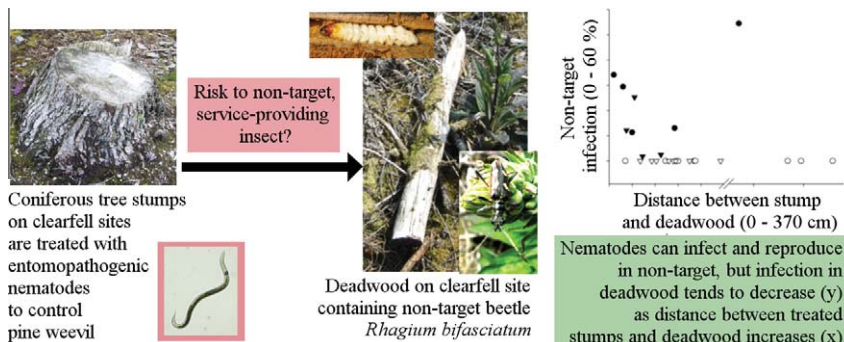 Coniferous tree stumps
on clearfell sites
are treated with
entomopathogenic
nematodes
to control
pine weevil
Risk to non-target,
service-providing
insect?
Deadwood on clearfell site
containing non-target beetle
Rhagium bifasciatum
Non-target
infection (0 - 60 %)
Distance between stump
and deadwood (0 - 370 cm)
Nematodes can infect and reproduce
in non-target, but infection in
deadwood tends to decrease (y)
as distance between treated
stumps and deadwood increases (x)